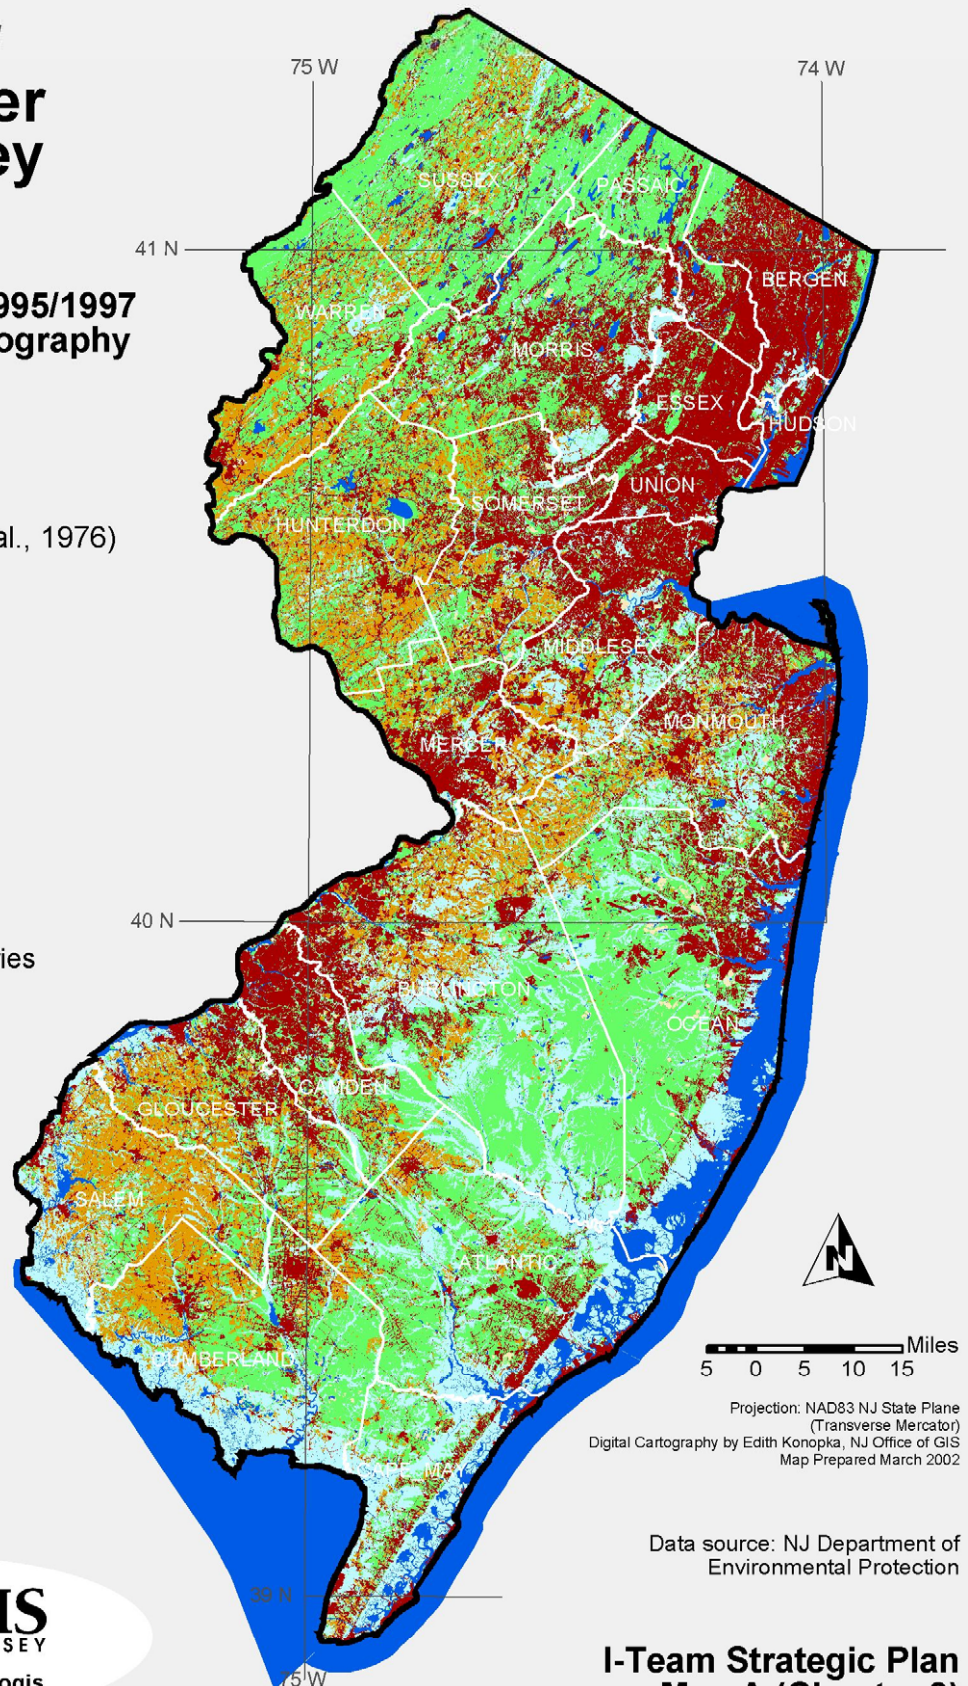 er
ey
995/1997
ography
al., 1976)
ries
75 W
74 W
41 N
SUSSEX
PASSAIC
BERGEN
WARREN
MORRIS
ESSEX
HUDSON
UNION
SOMERSET
HUNTERDON
MIDDLESEX
MONMOUTH
MERCER
40 N
BURLINGTON
OCEAN
CAMDEN
GLOUCESTER
SALEM
ATLANTIC
CUMBERLAND
CAPE MAY
N
Miles
5 0 5 10 15
Projection: NAD83 NJ State Plane
(Transverse Mercator)
Digital Cartography by Edith Konopka, NJ Office of GIS
Map Prepared March 2002
Data source: NJ Department of
Environmental Protection
39 N
75 W
IS
SEY
ogis
I-Team Strategic Plan